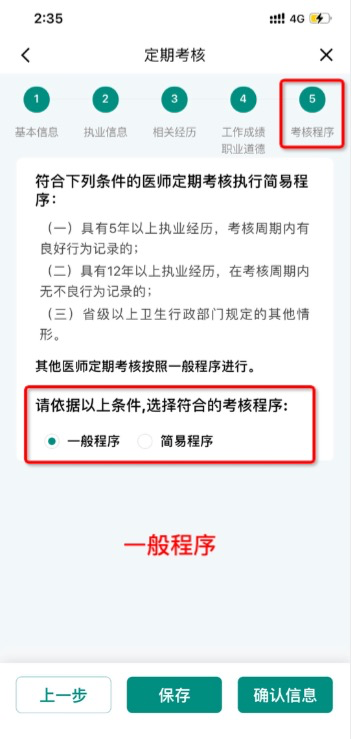 2:35
4G
定期考核
1
2
3
4
5
基本信息
执业信息
相关经历
工作成绩
职业道德
考核程序
符合下列条件的医师定期考核执行简易程
序：
（一）具有5年以上执业经历，考核周期内有
良好行为记录的；
（二）具有12年以上执业经历，在考核周期内
无不良行为记录的；
（三）省级以上卫生行政部门规定的其他情
形。
其他医师定期考核按照一般程序进行。
请依据以上条件,选择符合的考核程序:
一般程序
简易程序
一般程序
上一步
保存
确认信息